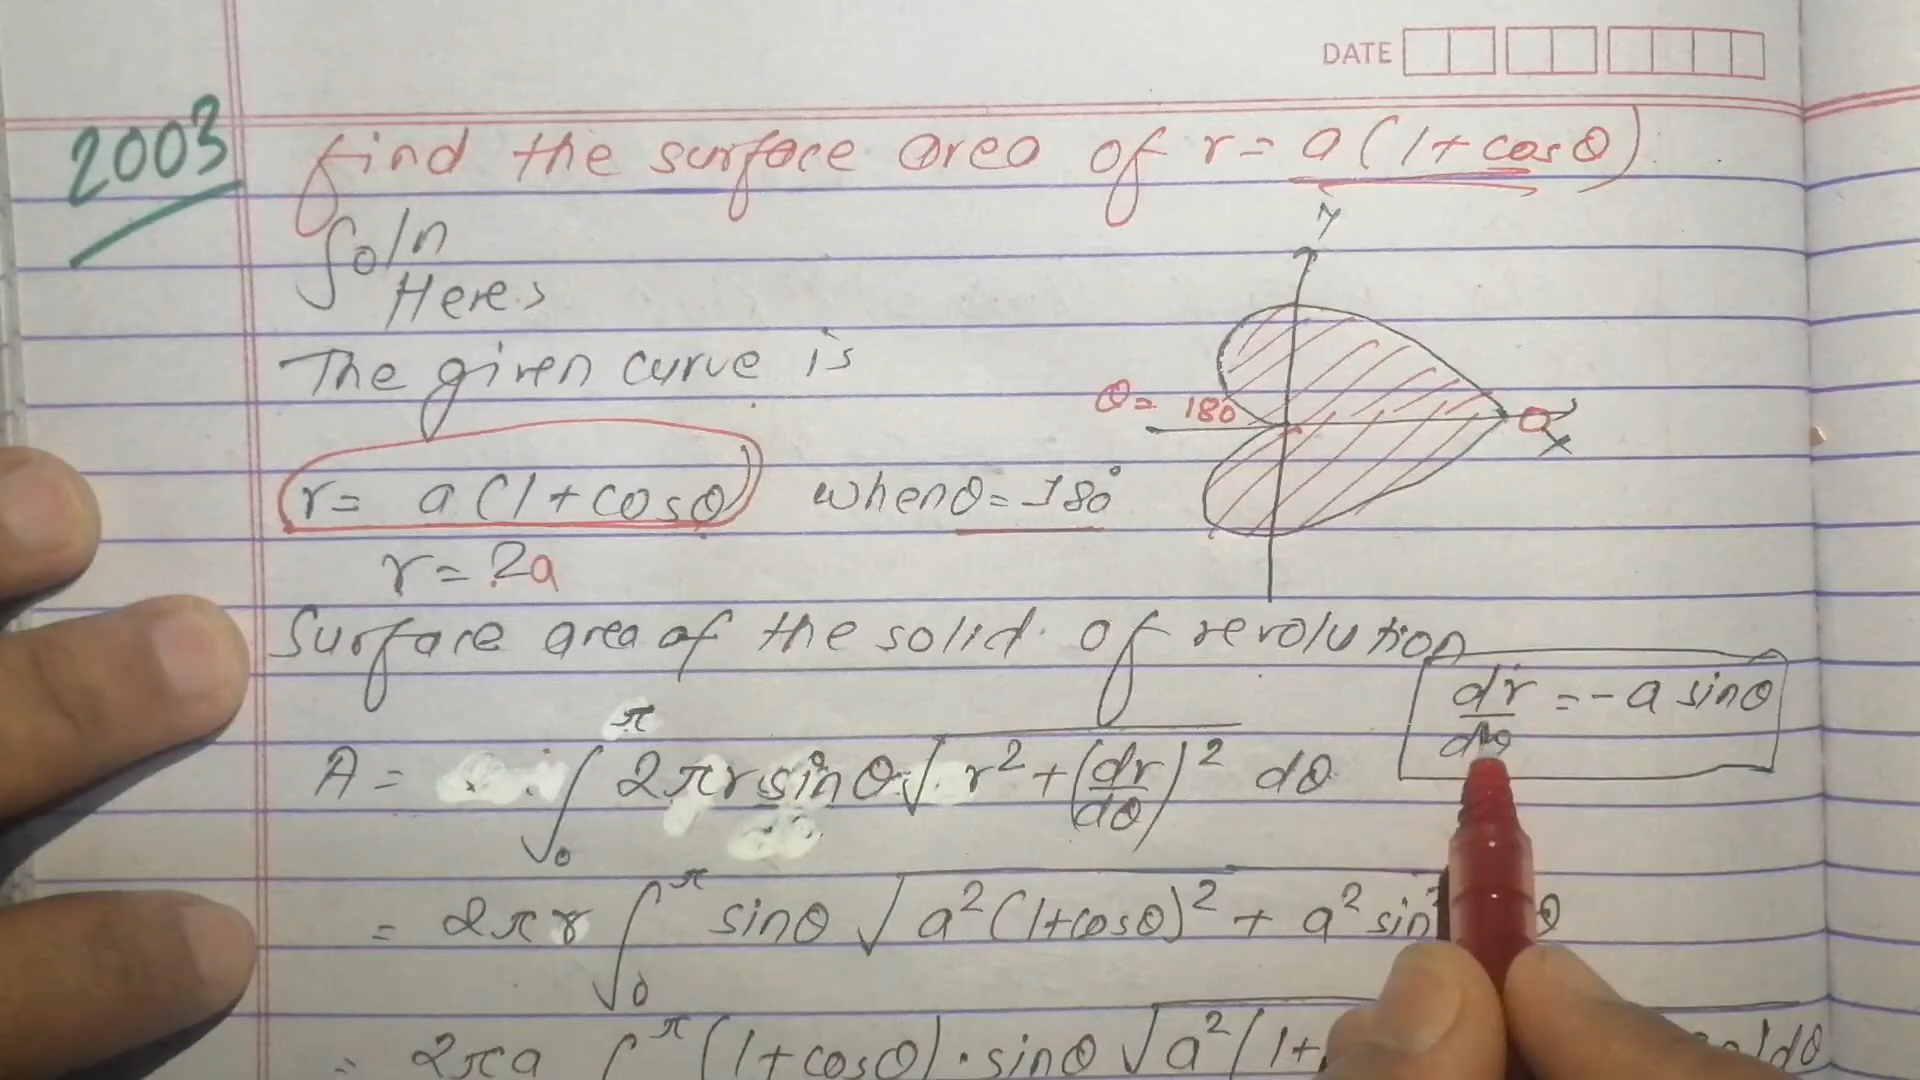 DATE
2003
find the surface area of r = a(1+cosθ)
Soln
Here,
The given curve is
y
θ = 180
x
r = a(1+cosθ) when θ = 180°
r = 2a
Surface area of the solid of revolution
dr/dθ = -a sinθ
A = ∫₀^π 2πr sinθ √(r² + (dr/dθ)²) dθ
= 2πr ∫₀^π sinθ √(a²(1+cosθ)² + a² sin² θ
= 2πa ∫^π (1+cosθ) · sinθ √a²(1+ dθ